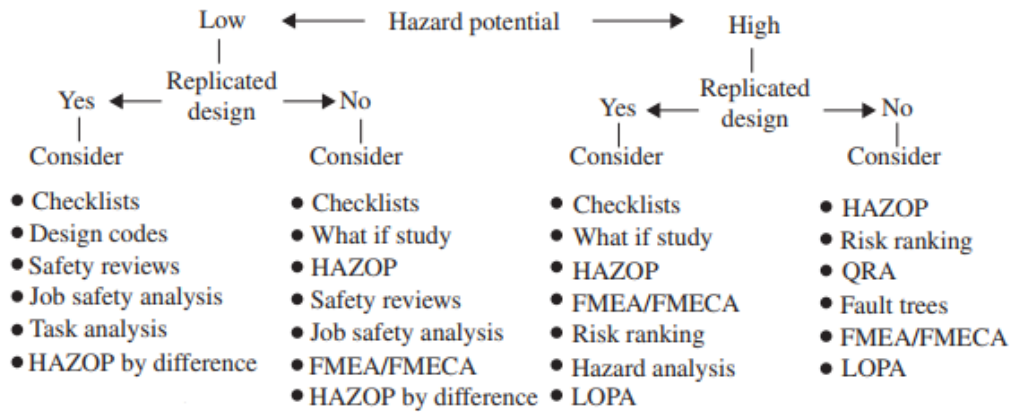 Low Hazard potential High
Replicated design Replicated design
Yes No Yes No
Consider Consider Consider Consider
• Checklists
• Design codes
• Safety reviews
• Job safety analysis
• Task analysis
• HAZOP by difference
• Checklists
• What if study
• HAZOP
• Safety reviews
• Job safety analysis
• FMEA/FMECA
• HAZOP by difference
• Checklists
• What if study
• HAZOP
• FMEA/FMECA
• Risk ranking
• Hazard analysis
• LOPA
• HAZOP
• Risk ranking
• QRA
• Fault trees
• FMEA/FMECA
• LOPA